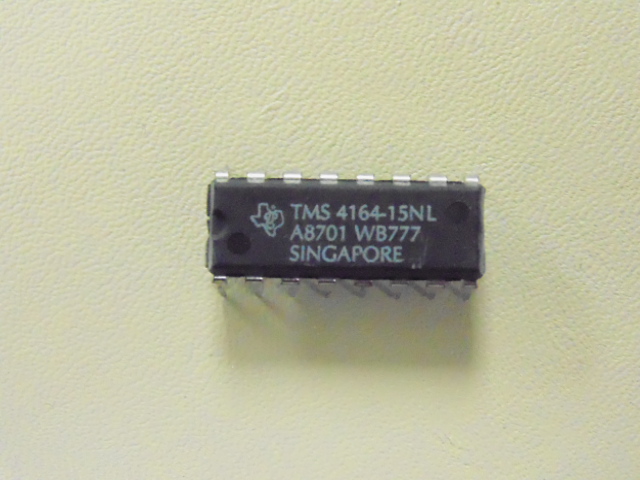 TMS 4164-15NL
A8701 WB777
SINGAPORE